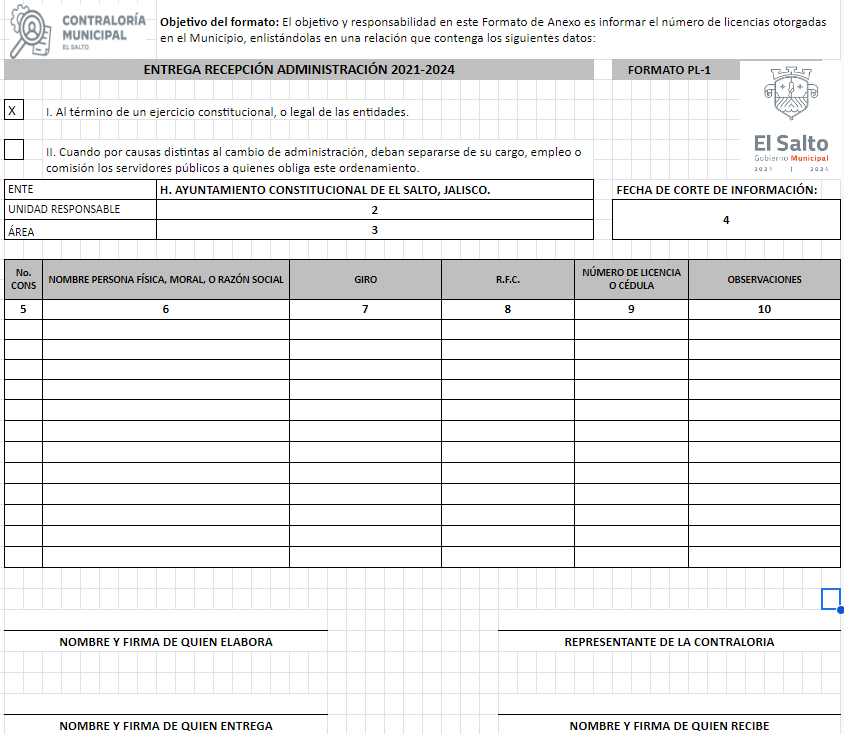 CONTRALORÍA
MUNICIPAL
EL SALTO
Objetivo del formato: El objetivo y responsabilidad en este Formato de Anexo es informar el número de licencias otorgadas
en el Municipio, enlistándolas en una relación que contenga los siguientes datos:
ENTREGA RECEPCIÓN ADMINISTRACIÓN 2021-2024
FORMATO PL-1
X
I. Al término de un ejercicio constitucional, o legal de las entidades.
II. Cuando por causas distintas al cambio de administración, deban separarse de su cargo, empleo o
comisión los servidores públicos a quienes obliga este ordenamiento.
El Salto
Gobierno Municipal
2021 | 2024
ENTE H. AYUNTAMIENTO CONSTITUCIONAL DE EL SALTO, JALISCO.
FECHA DE CORTE DE INFORMACIÓN:
UNIDAD RESPONSABLE 2
4
ÁREA 3
No. CONS NOMBRE PERSONA FÍSICA, MORAL, O RAZÓN SOCIAL GIRO R.F.C. NÚMERO DE LICENCIA O CÉDULA OBSERVACIONES
5 6 7 8 9 10
NOMBRE Y FIRMA DE QUIEN ELABORA REPRESENTANTE DE LA CONTRALORIA
NOMBRE Y FIRMA DE QUIEN ENTREGA NOMBRE Y FIRMA DE QUIEN RECIBE